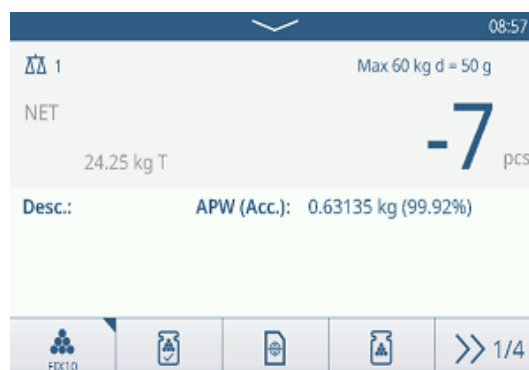 08:57
1 Max 60 kg d = 50 g
NET
-7 pcs
24.25 kg T
Desc.: APW (Acc.): 0.63135 kg (99.92%)
FIX10 1/4